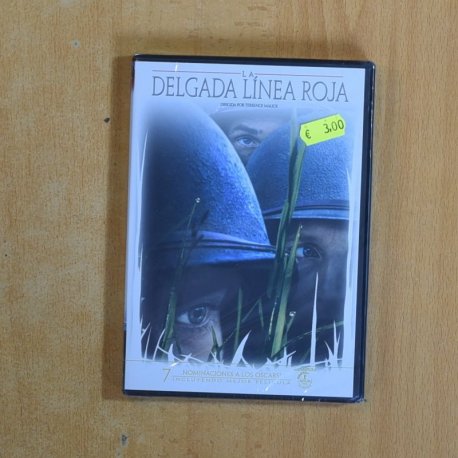 LA
DELGADA LÍNEA ROJA
DIRIGIDA POR TERRENCE MALICK
€ 3,00
7 NOMINACIONES A LOS OSCARS
INCLUYENDO MEJOR PELÍCULA